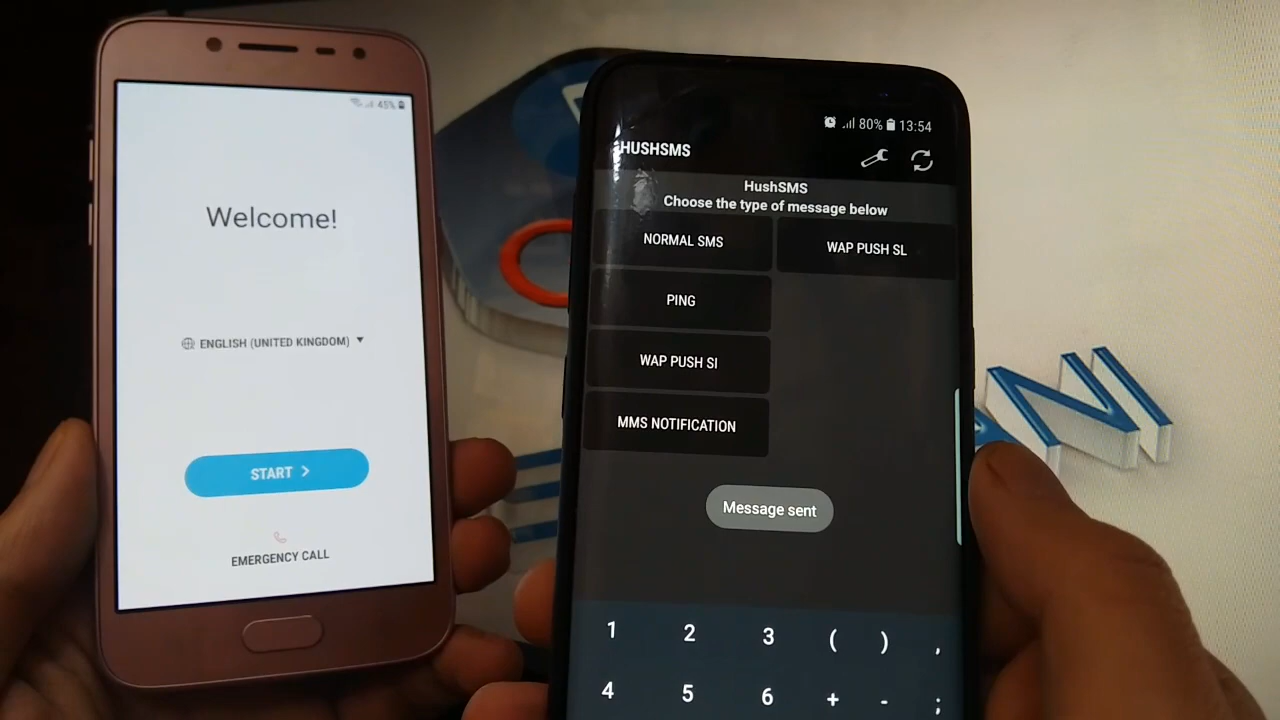 45%
Welcome!
ENGLISH (UNITED KINGDOM)
START >
EMERGENCY CALL
80% 13:54
HUSHSMS
HushSMS
Choose the type of message below
NORMAL SMS
WAP PUSH SL
PING
WAP PUSH SI
MMS NOTIFICATION
Message sent
1 2 3 ( ) ,
4 5 6 + - ;